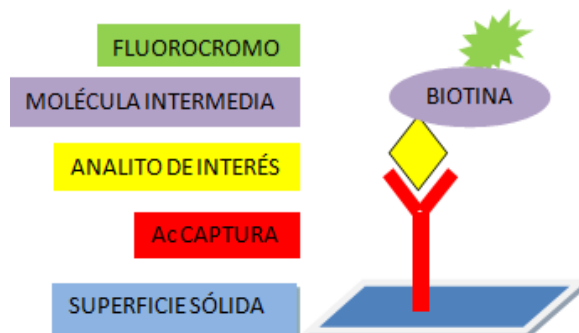 FLUOROCROMO
MOLÉCULA INTERMEDIA
BIOTINA
ANALITO DE INTERÉS
Ac CAPTURA
SUPERFICIE SÓLIDA